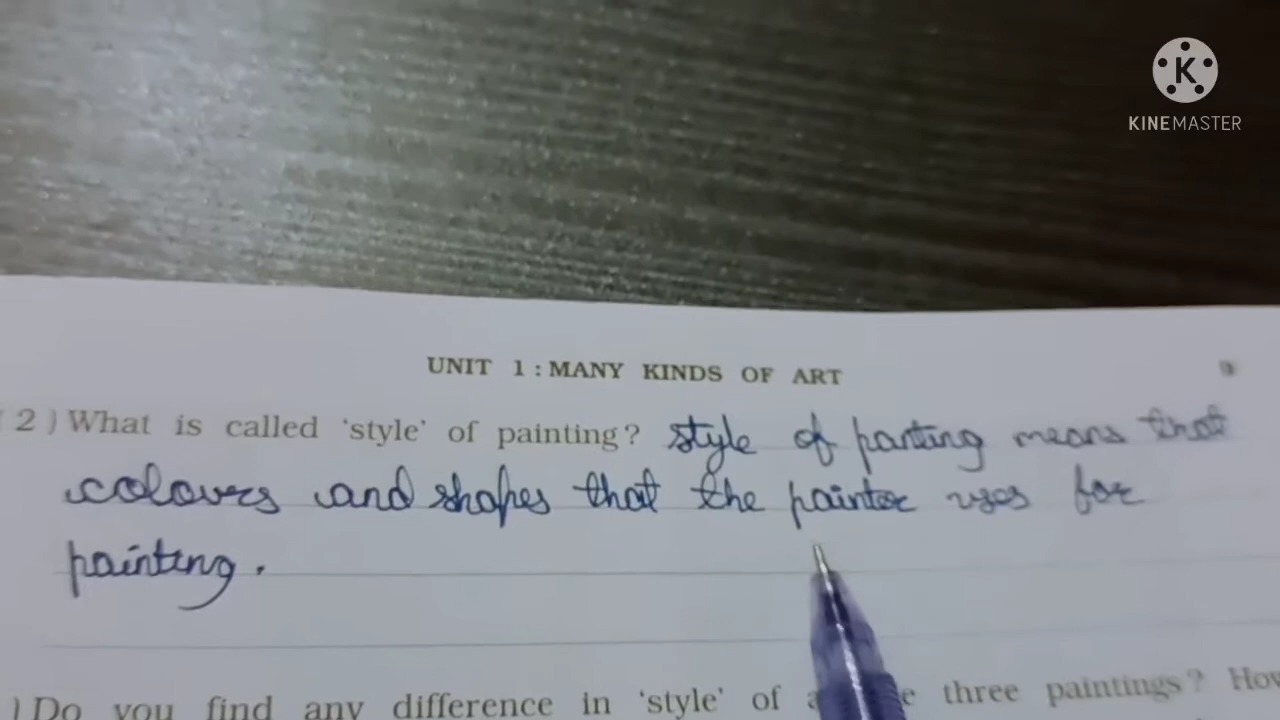 K
KINEMASTER
UNIT 1 : MANY KINDS OF ART
( 2 ) What is called 'style' of painting? style of panting means that
colours and shapes that the painter uses for
painting.
) Do you find any difference in 'style' of e three paintings? How